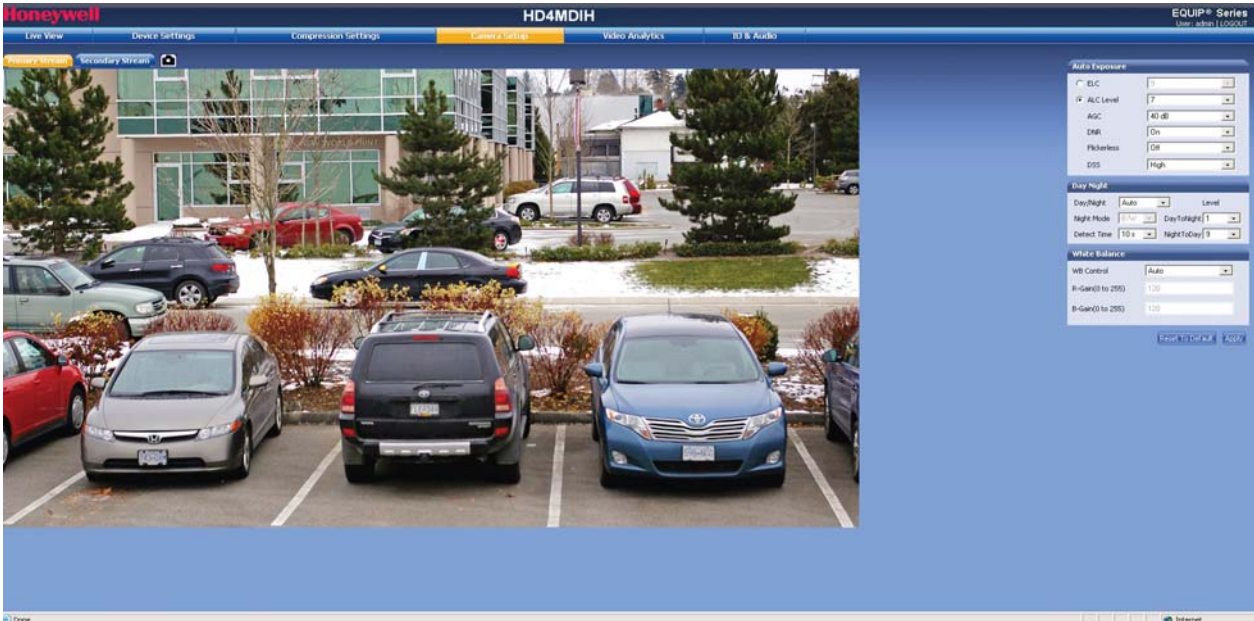 Honeywell
HD4MDIH
EQUIP® Series
User: admin | LOGOUT
Live View
Device Settings
Compression Settings
Camera Setup
Video Analytics
IO & Audio
Primary Stream
Secondary Stream
Auto Exposure
ELC 9
ALC Level 7
AGC 40 dB
DNR On
Flickerless Off
DSS High
Day Night
Day/Night Auto Level
Night Mode B/W DayToNight 1
Detect Time 10 s NightToDay 9
White Balance
WB Control Auto
R-Gain(0 to 255) 128
B-Gain(0 to 255) 128
Reset To Default Apply
Done
Internet